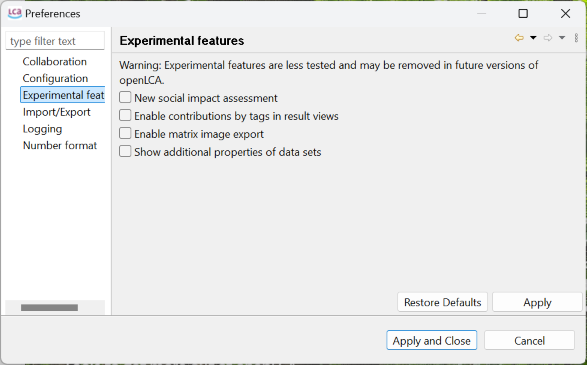 LCA Preferences
type filter text
Experimental features
Collaboration
Configuration
Experimental feat
Import/Export
Logging
Number format
Warning: Experimental features are less tested and may be removed in future versions of
openLCA.
New social impact assessment
Enable contributions by tags in result views
Enable matrix image export
Show additional properties of data sets
Restore Defaults
Apply
Apply and Close
Cancel